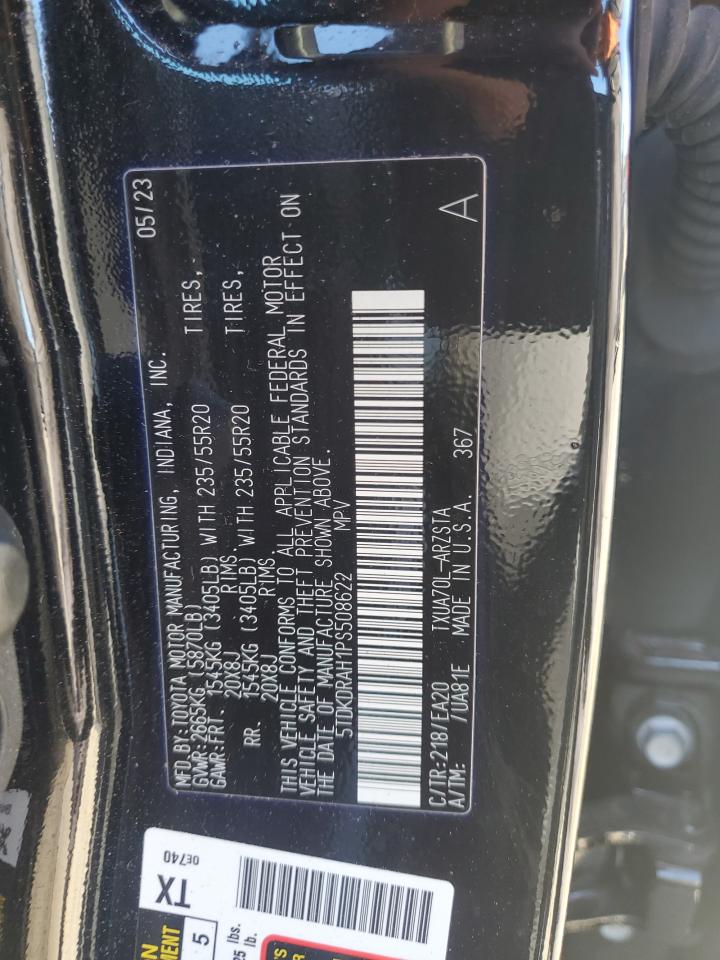 MFD.BY:TOYOTA MOTOR MANUFACTURING, INDIANA, INC. 05/23
GVWR:2665KG (5870LB)
GAWR:FRT. 1545KG (3405LB) WITH 235/55R20 TIRES,
20X8J RIMS.
RR. 1545KG (3405LB) WITH 235/55R20 TIRES,
20X8J RIMS.
THIS VEHICLE CONFORMS TO ALL APPLICABLE FEDERAL MOTOR
VEHICLE SAFETY AND THEFT PREVENTION STANDARDS IN EFFECT ON
THE DATE OF MANUFACTURE SHOWN ABOVE.
5TDKDRAH1PS508622 MPV
C/TR:218/EA20 TXUA70L-ARZSTA A
A/TM: /UA81E MADE IN U.S.A. 367
TX 0E740
5
lbs.
lb.